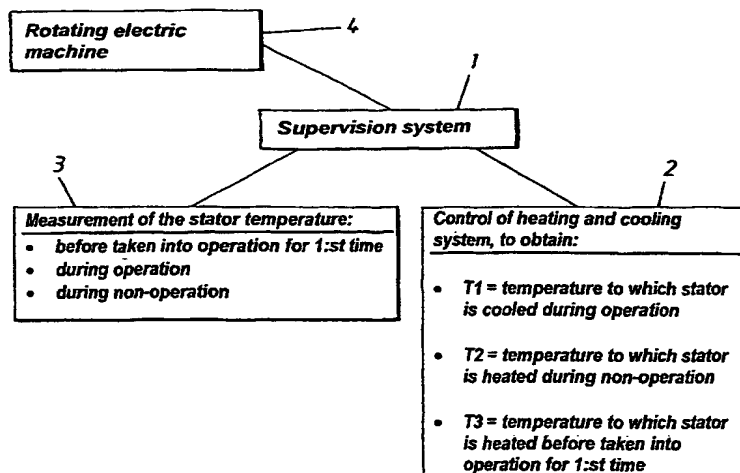 Rotating electric
machine
4
1
Supervision system
3
2
Measurement of the stator temperature:
• before taken into operation for 1:st time
• during operation
• during non-operation
Control of heating and cooling
system, to obtain:
• T1 = temperature to which stator
is cooled during operation
• T2 = temperature to which stator
is heated during non-operation
• T3 = temperature to which stator
is heated before taken into
operation for 1:st time